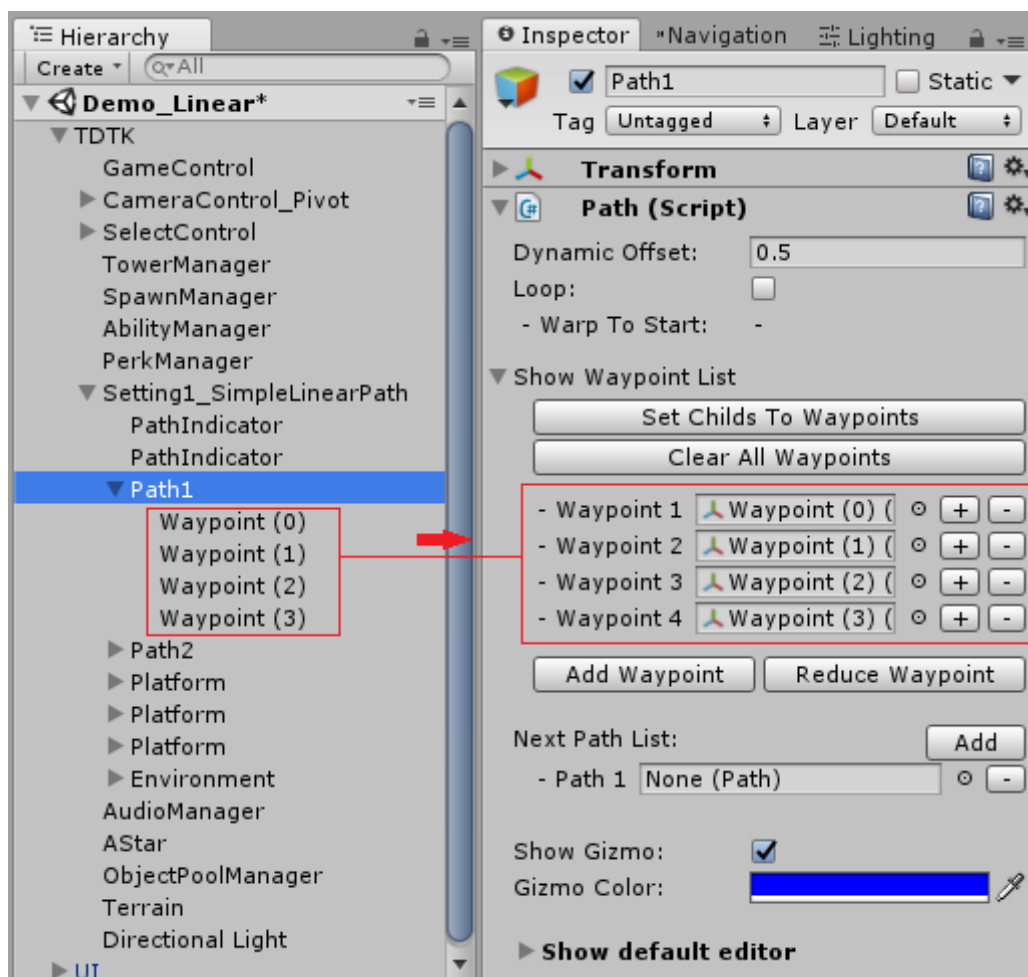 Hierarchy
Create
All
Demo_Linear*
TDTK
GameControl
CameraControl_Pivot
SelectControl
TowerManager
SpawnManager
AbilityManager
PerkManager
Setting1_SimpleLinearPath
PathIndicator
PathIndicator
Path1
Waypoint (0)
Waypoint (1)
Waypoint (2)
Waypoint (3)
Path2
Platform
Platform
Platform
Environment
AudioManager
AStar
ObjectPoolManager
Terrain
Directional Light
UI
Inspector Navigation Lighting
Path1 Static
Tag Untagged Layer Default
Transform
Path (Script)
Dynamic Offset: 0.5
Loop:
- Warp To Start: -
Show Waypoint List
Set Childs To Waypoints
Clear All Waypoints
- Waypoint 1 Waypoint (0) ( + -
- Waypoint 2 Waypoint (1) ( + -
- Waypoint 3 Waypoint (2) ( + -
- Waypoint 4 Waypoint (3) ( + -
Add Waypoint Reduce Waypoint
Next Path List: Add
- Path 1 None (Path) -
Show Gizmo:
Gizmo Color:
Show default editor